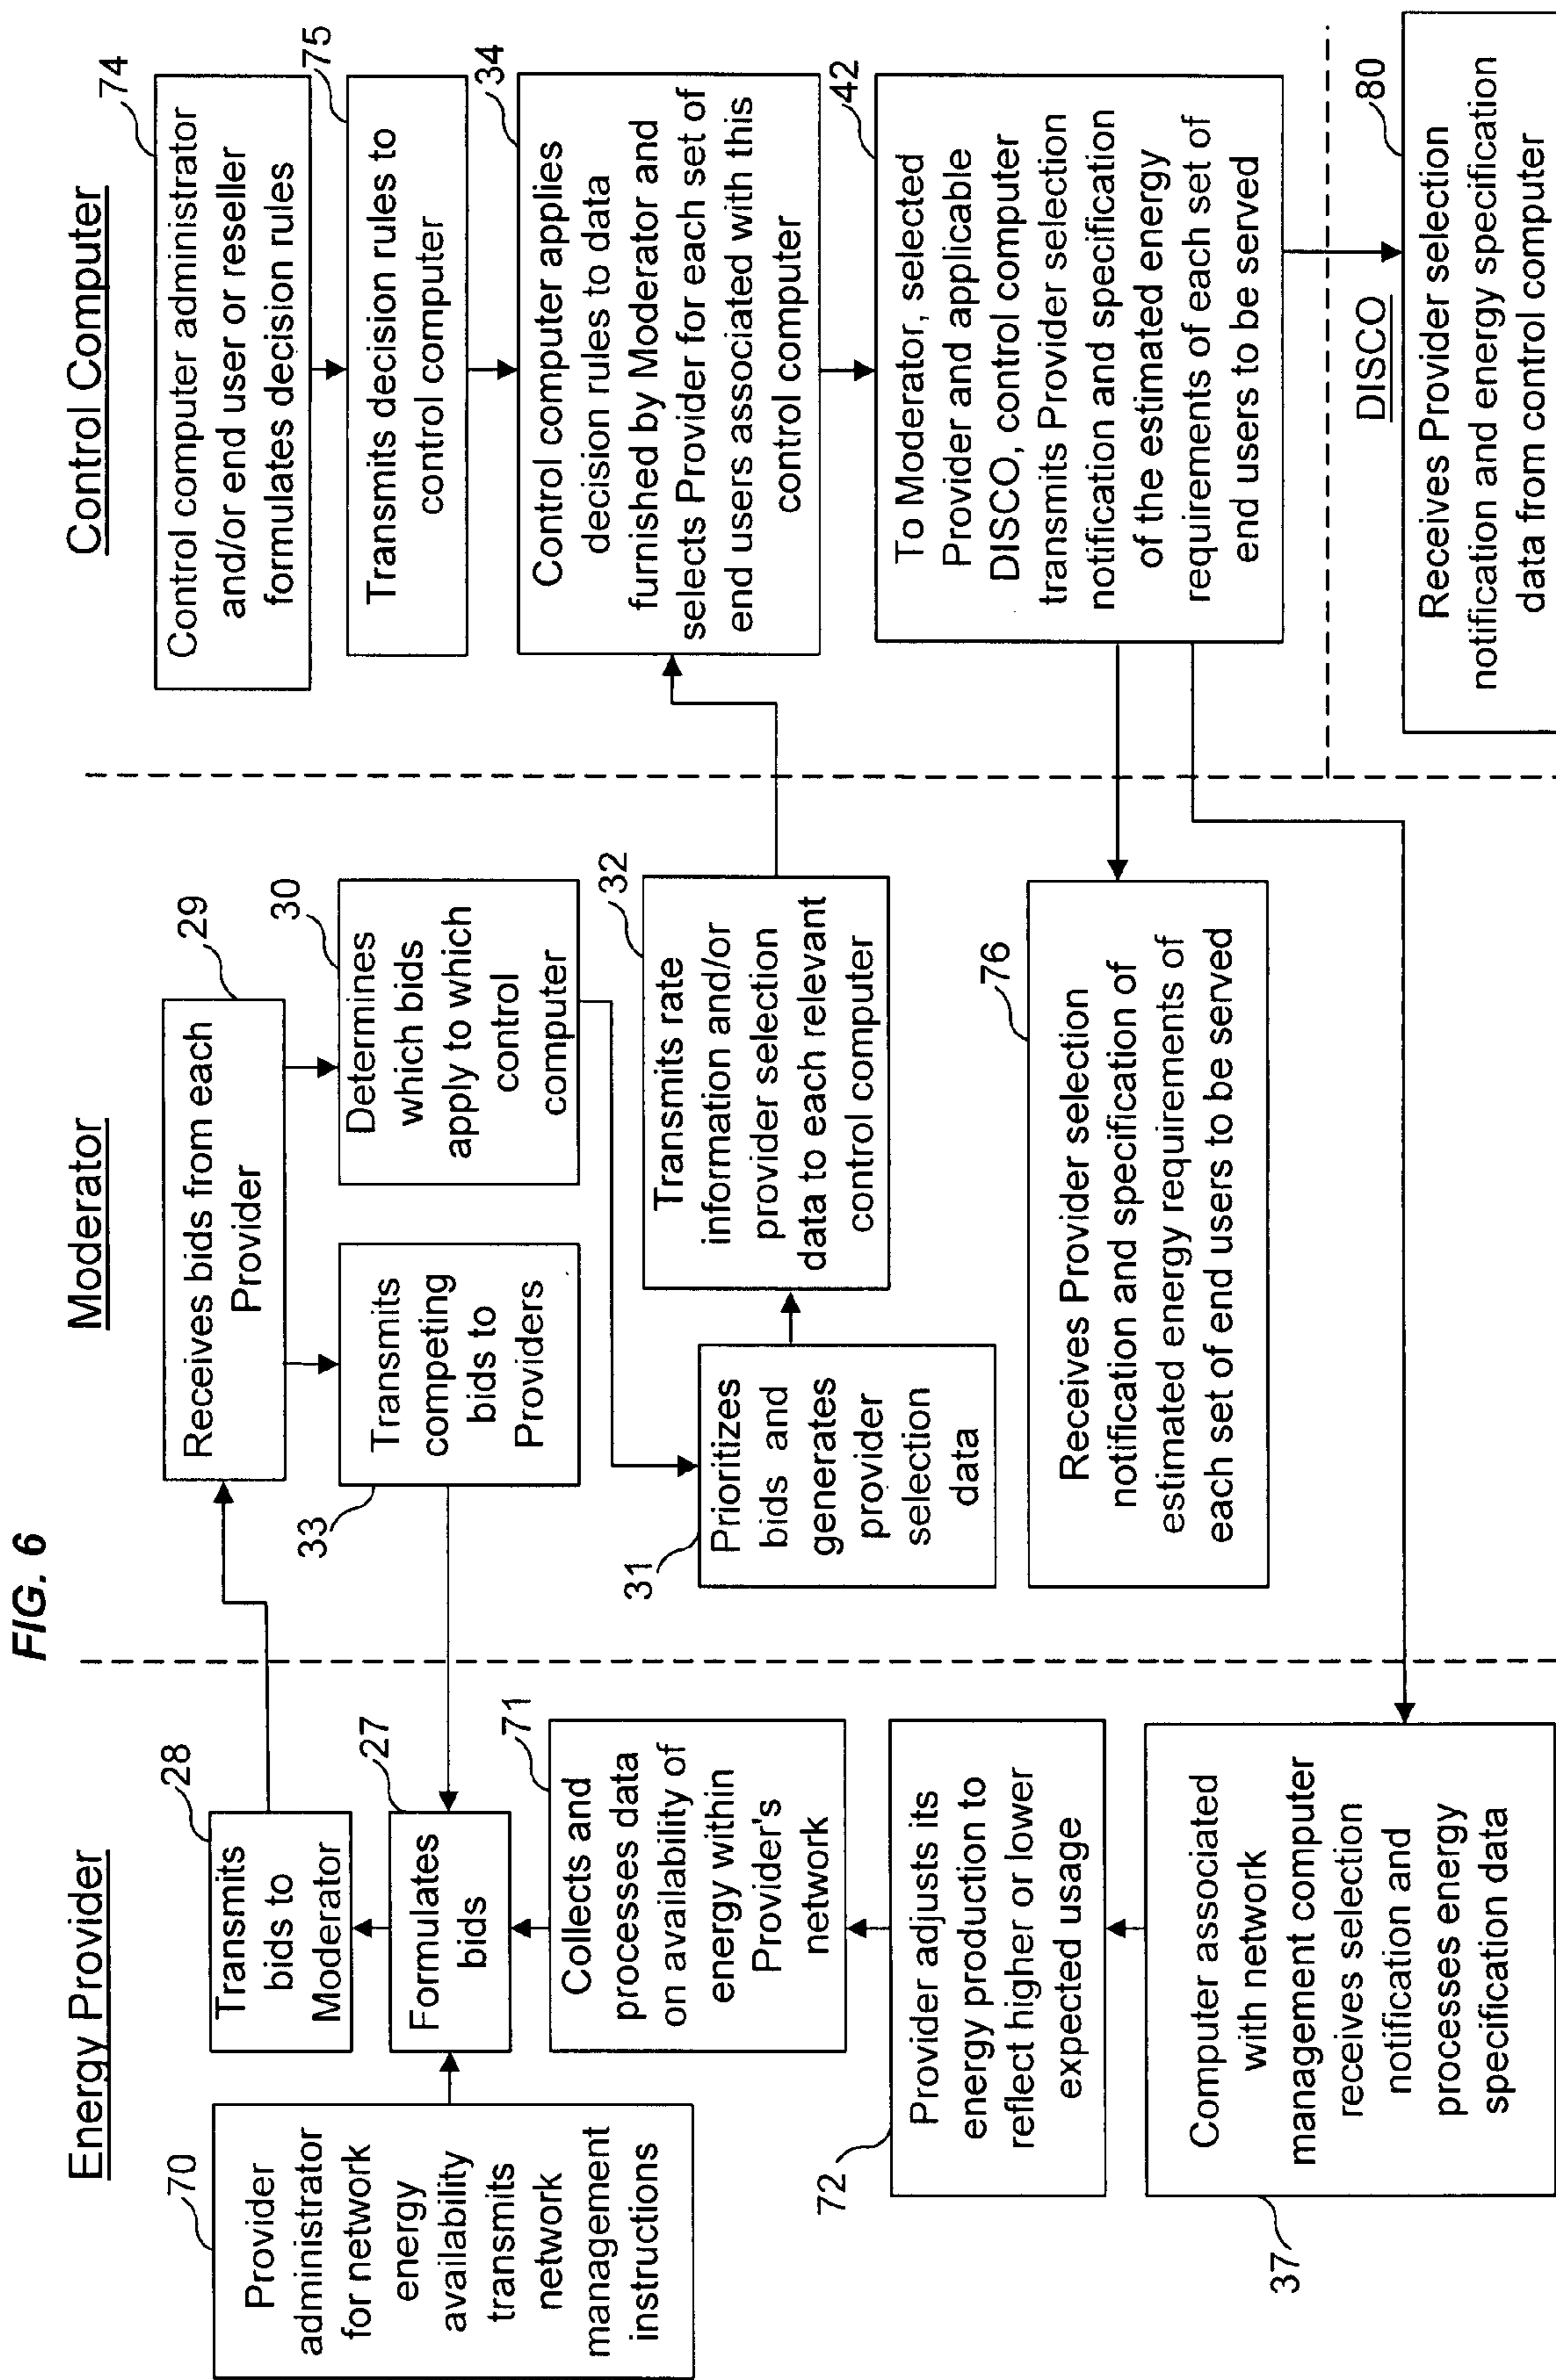 FIG. 6
Energy Provider
70
Provider
administrator
for network
energy
availability
transmits
network
management
instructions
28
Transmits
bids to
Moderator
27
Formulates
bids
71
Collects and
processes data
on availability of
energy within
Provider's
network
72
Provider adjusts its
energy production to
reflect higher or lower
expected usage
37
Computer associated
with network
management computer
receives selection
notification and
processes energy
specification data
Moderator
29
Receives bids from each
Provider
33
Transmits
competing
bids to
Providers
30
Determines
which bids
apply to which
control
computer
31
Prioritizes
bids and
generates
provider
selection
data
32
Transmits rate
information and/or
provider selection
data to each relevant
control computer
76
Receives Provider selection
notification and specification of
estimated energy requirements of
each set of end users to be served
Control Computer
74
Control computer administrator
and/or end user or reseller
formulates decision rules
75
Transmits decision rules to
control computer
34
Control computer applies
decision rules to data
furnished by Moderator and
selects Provider for each set of
end users associated with this
control computer
42
To Moderator, selected
Provider and applicable
DISCO, control computer
transmits Provider selection
notification and specification
of the estimated energy
requirements of each set of
end users to be served
DISCO
80
Receives Provider selection
notification and energy specification
data from control computer